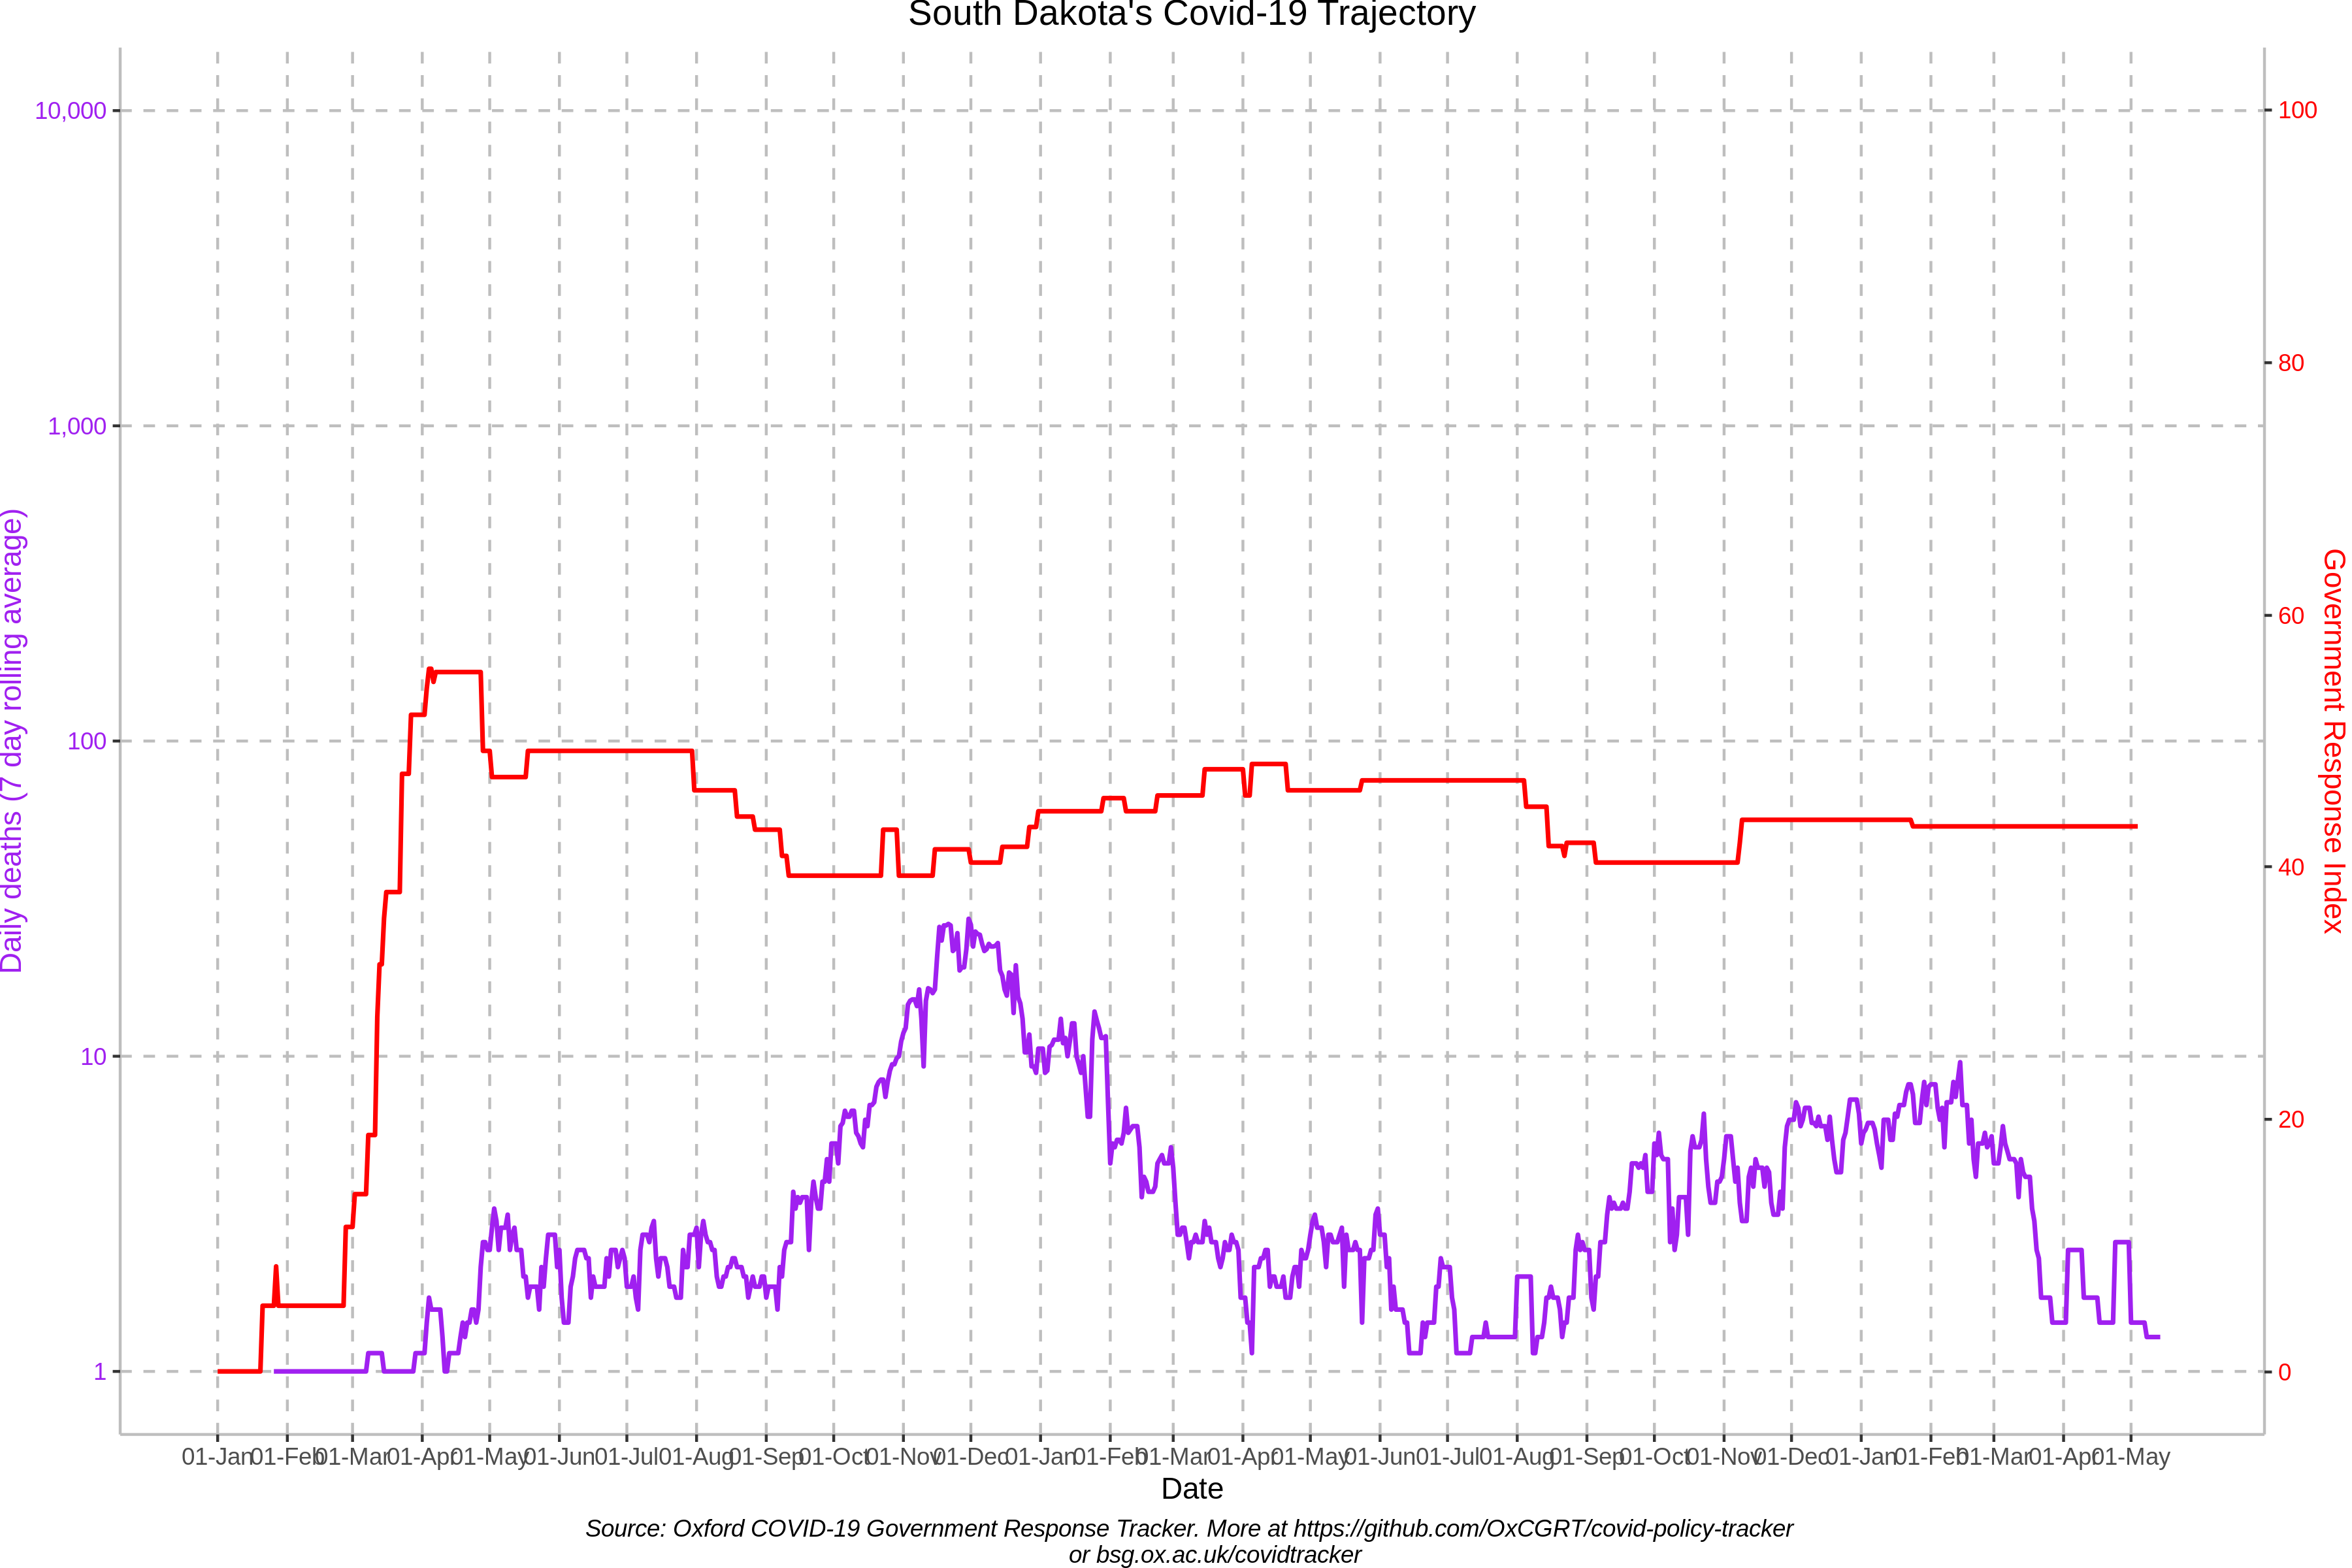 South Dakota's Covid-19 Trajectory
10,000
1,000
100
10
1
Daily deaths (7 day rolling average)
100
80
60
40
20
0
Government Response Index
01-Jan 01-Feb 01-Mar 01-Apr 01-May 01-Jun 01-Jul 01-Aug 01-Sep 01-Oct 01-Nov 01-Dec 01-Jan 01-Feb 01-Mar 01-Apr 01-May 01-Jun 01-Jul 01-Aug 01-Sep 01-Oct 01-Nov 01-Dec 01-Jan 01-Feb 01-Mar 01-Apr 01-May
Date
Source: Oxford COVID-19 Government Response Tracker. More at https://github.com/OxCGRT/covid-policy-tracker
or bsg.ox.ac.uk/covidtracker